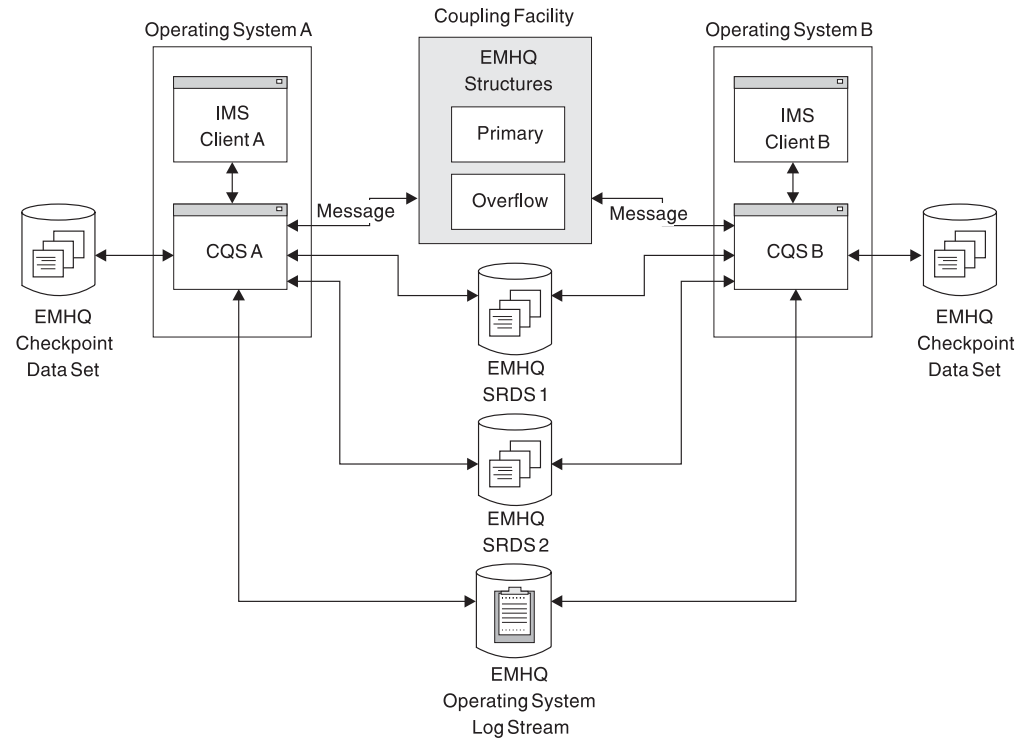 Coupling Facility
Operating System A
Operating System B
EMHQ
Structures
Primary
Overflow
IMS
Client A
IMS
Client B
Message
Message
CQS A
CQS B
EMHQ
Checkpoint
Data Set
EMHQ
Checkpoint
Data Set
EMHQ
SRDS 1
EMHQ
SRDS 2
EMHQ
Operating System
Log Stream